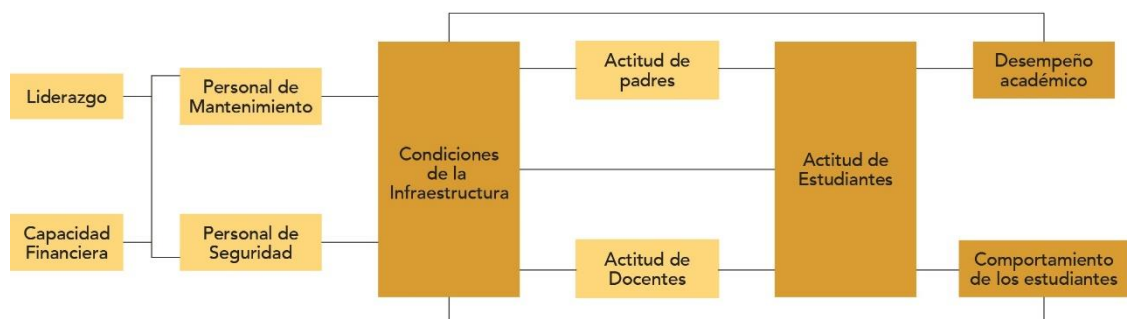 Liderazgo
Capacidad
Financiera
Personal de
Mantenimiento
Personal de
Seguridad
Condiciones
de la
Infraestructura
Actitud de
padres
Actitud de
Docentes
Actitud de
Estudiantes
Desempeño
académico
Comportamiento
de los estudiantes